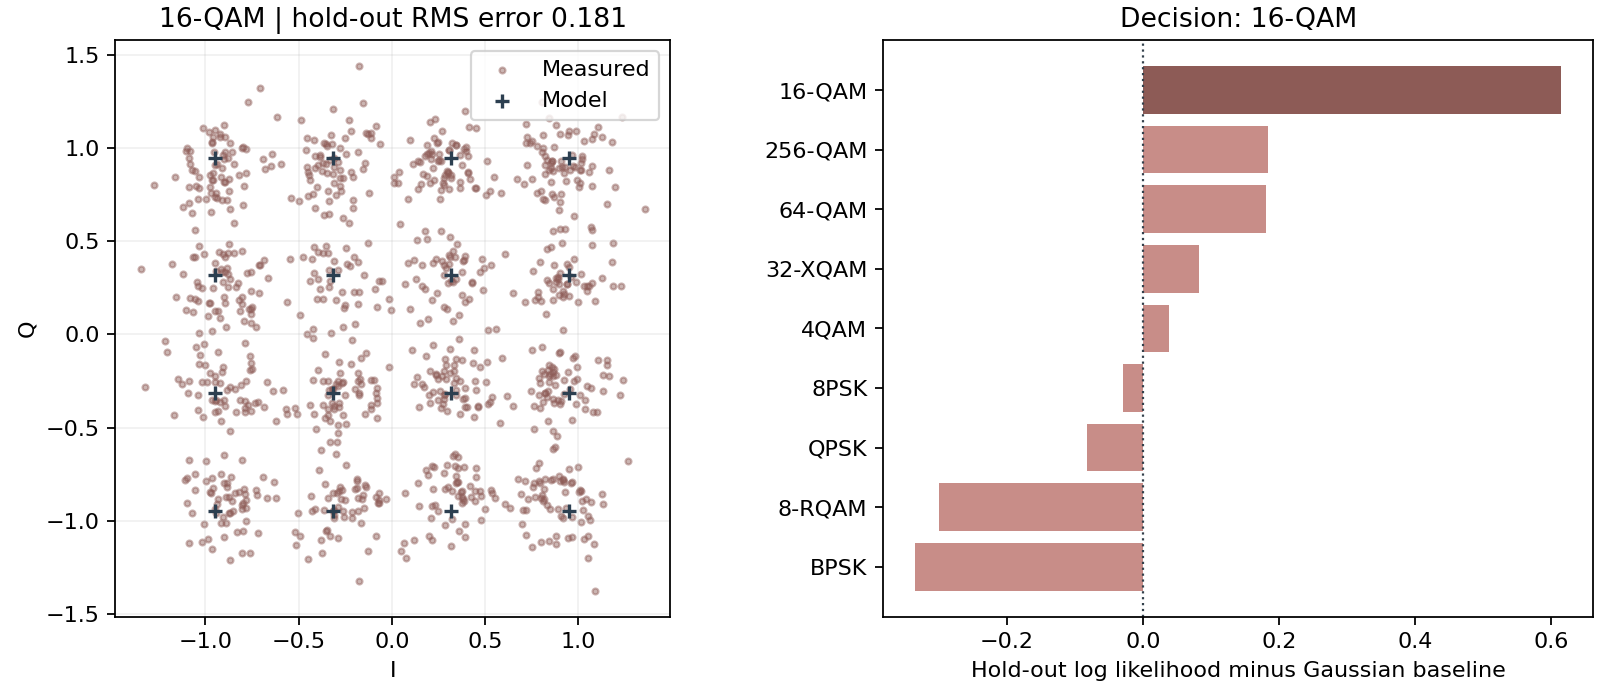 16-QAM | hold-out RMS error 0.181
Measured
Model
1.5
1.0
0.5
0.0
−0.5
−1.0
−1.5
Q
−1.0 −0.5 0.0 0.5 1.0
I
Decision: 16-QAM
16-QAM
256-QAM
64-QAM
32-XQAM
4QAM
8PSK
QPSK
8-RQAM
BPSK
−0.2 0.0 0.2 0.4 0.6
Hold-out log likelihood minus Gaussian baseline